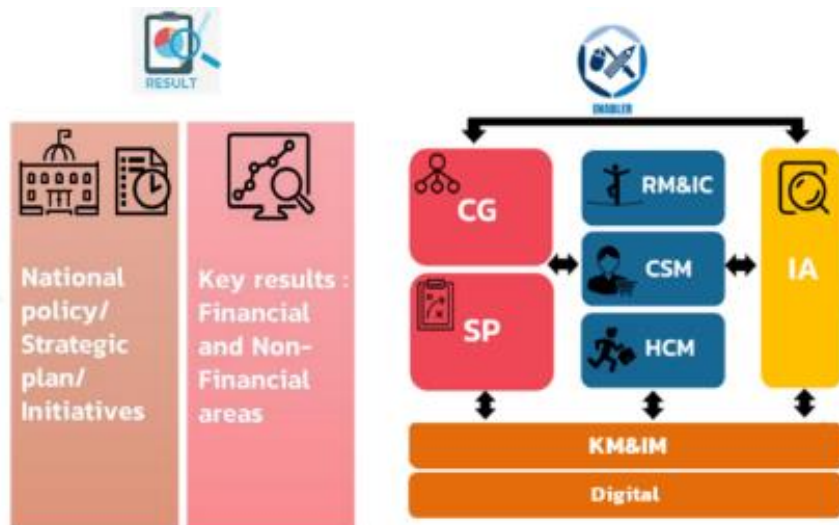 RESULT
National
policy/
Strategic
plan/
Initiatives
Key results :
Financial
and Non-
Financial
areas
ENABLER
CG
SP
RM&IC
CSM
HCM
IA
KM&IM
Digital